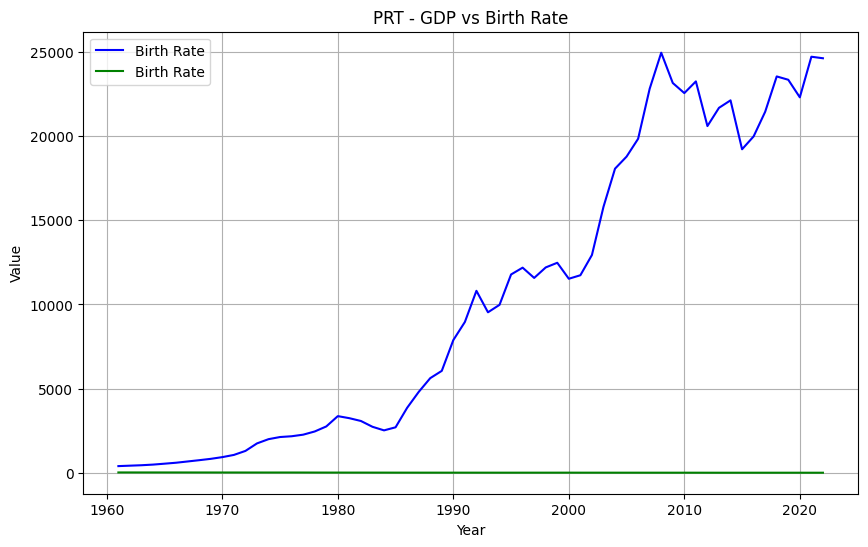 PRT - GDP vs Birth Rate
Birth Rate
Birth Rate
25000
20000
15000
10000
5000
0
Value
1960 1970 1980 1990 2000 2010 2020
Year